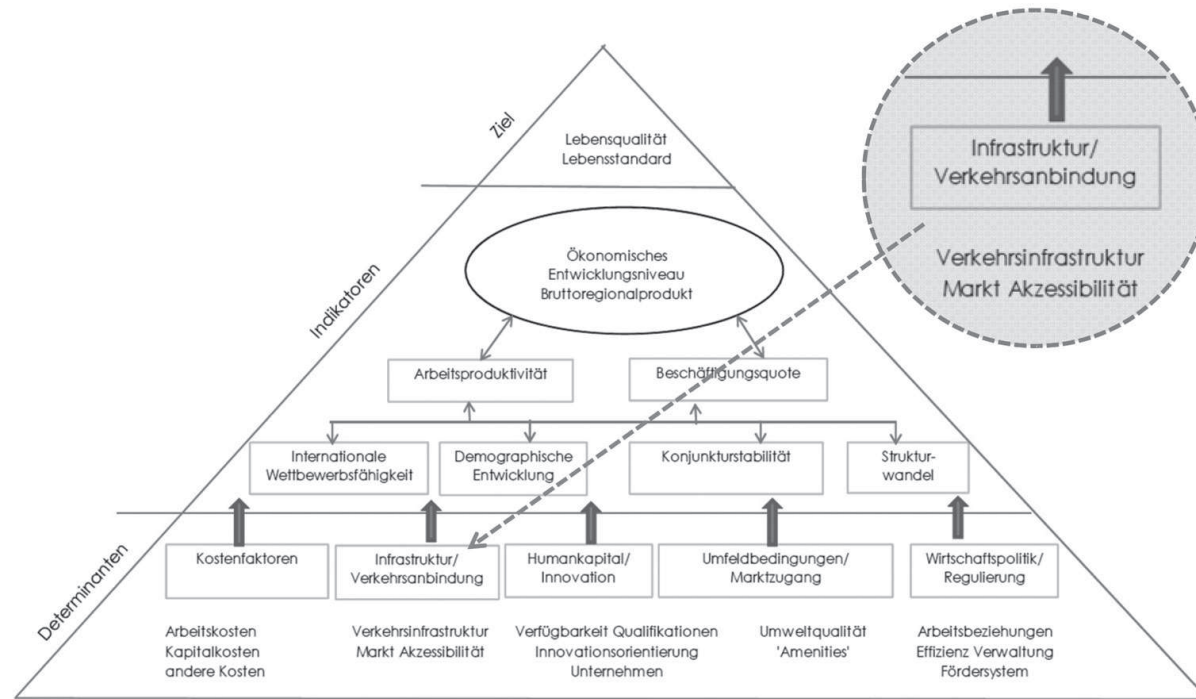 Ziel
Lebensqualität
Lebensstandard
Indikatoren
Ökonomisches
Entwicklungsniveau
Bruttoregionalprodukt
Arbeitsproduktivität
Beschäftigungsquote
Internationale
Wettbewerbsfähigkeit
Demographische
Entwicklung
Konjunkturstabilität
Struktur-
wandel
Determinanten
Kostenfaktoren
Infrastruktur/
Verkehrsanbindung
Humankapital/
Innovation
Umfeldbedingungen/
Marktzugang
Wirtschaftspolitik/
Regulierung
Arbeitskosten
Kapitalkosten
andere Kosten
Verkehrsinfrastruktur
Markt Akzessibilität
Verfügbarkeit Qualifikationen
Innovationsorientierung
Unternehmen
Umweltqualität
'Amenities'
Arbeitsbeziehungen
Effizienz Verwaltung
Fördersystem
Infrastruktur/
Verkehrsanbindung
Verkehrsinfrastruktur
Markt Akzessibilität